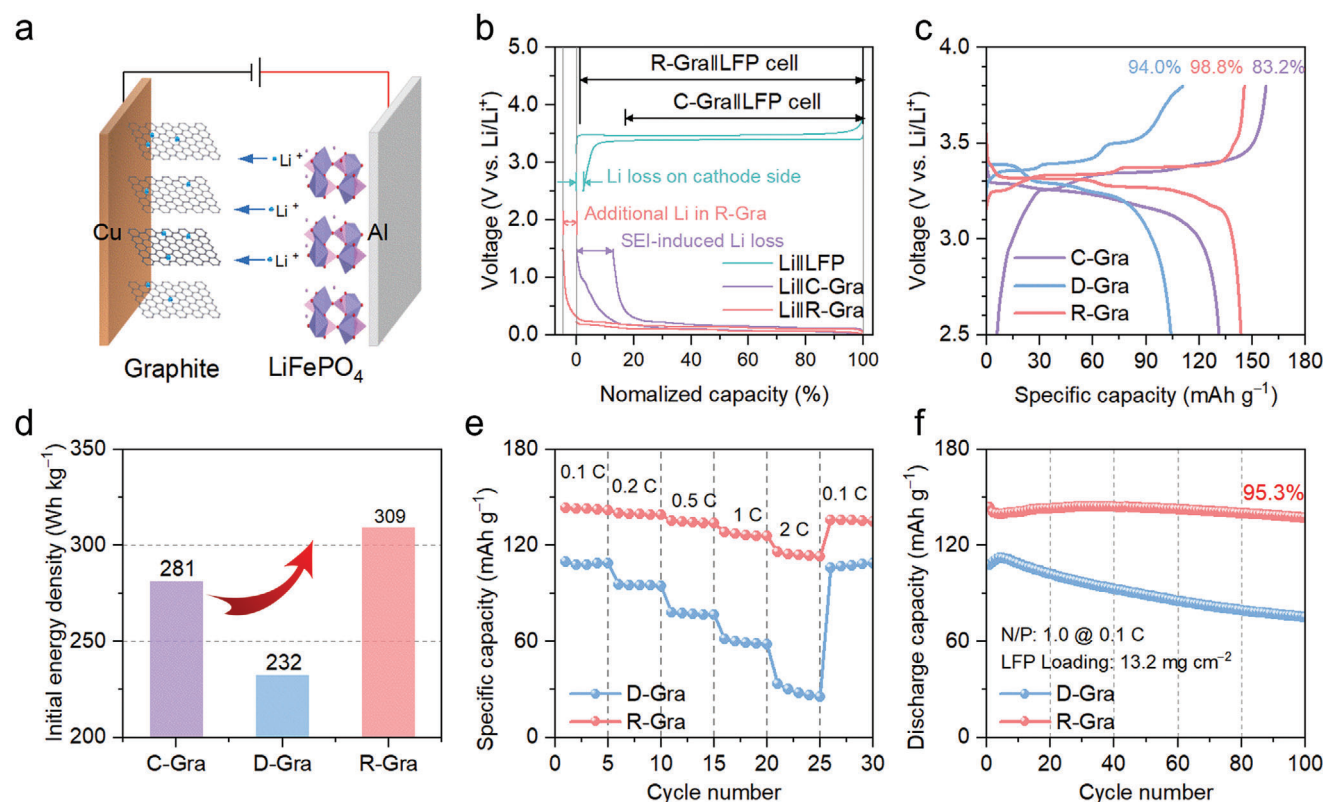 a
Cu
Li +
Li +
Li +
Al
Graphite
LiFePO4
b
Voltage (V vs. Li/Li+)
5.0
4.0
3.0
2.0
1.0
0.0
R-Gra||LFP cell
C-Gra||LFP cell
Li loss on cathode side
Additional Li in R-Gra
SEI-induced Li loss
Li||LFP
Li||C-Gra
Li||R-Gra
0 20 40 60 80 100
Nomalized capacity (%)
c
Voltage (V vs. Li/Li+)
4.0
3.5
3.0
2.5
94.0% 98.8% 83.2%
C-Gra
D-Gra
R-Gra
0 30 60 90 120 150 180
Specific capacity (mAh g−1)
d
Initial energy density (Wh kg−1)
350
300
250
200
281
232
309
C-Gra D-Gra R-Gra
e
Specific capacity (mAh g−1)
180
120
60
0
0.1 C
0.2 C
0.5 C
1 C
2 C
0.1 C
D-Gra
R-Gra
0 5 10 15 20 25 30
Cycle number
f
Discharge capacity (mAh g−1)
180
120
60
0
95.3%
N/P: 1.0 @ 0.1 C
LFP Loading: 13.2 mg cm−2
D-Gra
R-Gra
0 20 40 60 80 100
Cycle number